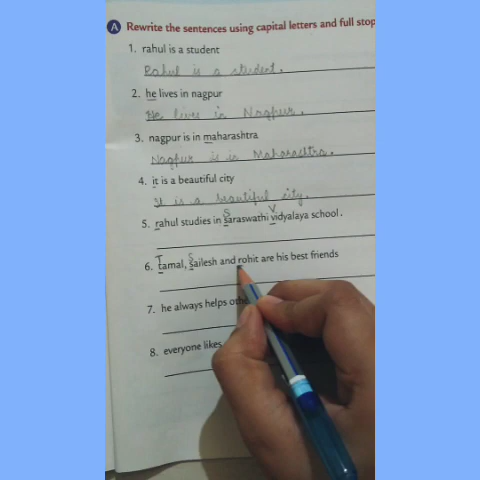 A Rewrite the sentences using capital letters and full stop
1. rahul is a student
Rahul is a student.
2. he lives in nagpur
He lives in Nagpur.
3. nagpur is in maharashtra
Nagpur is in Maharashtra.
4. it is a beautiful city
It is a beautiful city.
S V
5. rahul studies in saraswathi vidyalaya school.
T S
6. tamal, sailesh and rohit are his best friends
7. he always helps othe
8. everyone likes